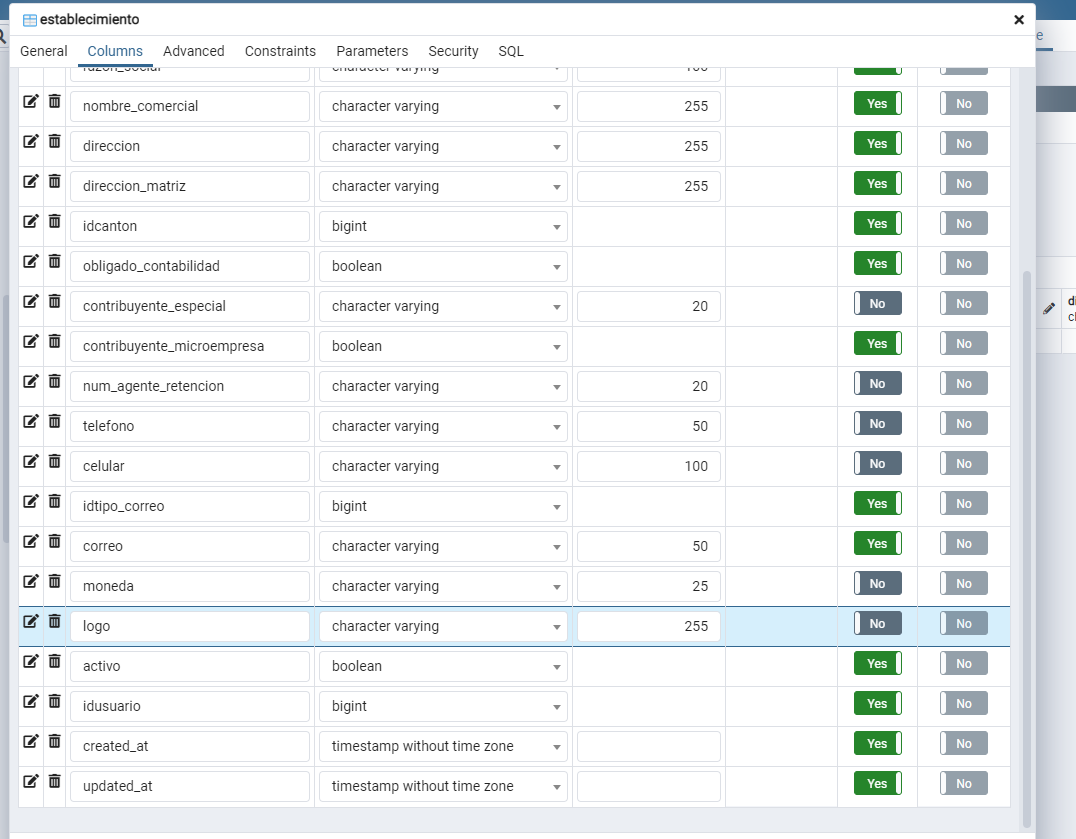 establecimiento
General Columns Advanced Constraints Parameters Security SQL
character varying
nombre_comercial character varying 255 Yes No
direccion character varying 255 Yes No
direccion_matriz character varying 255 Yes No
idcanton bigint Yes No
obligado_contabilidad boolean Yes No
contribuyente_especial character varying 20 No No
contribuyente_microempresa boolean Yes No
num_agente_retencion character varying 20 No No
telefono character varying 50 No No
celular character varying 100 No No
idtipo_correo bigint Yes No
correo character varying 50 Yes No
moneda character varying 25 No No
logo character varying 255 No No
activo boolean Yes No
idusuario bigint Yes No
created_at timestamp without time zone Yes No
updated_at timestamp without time zone Yes No